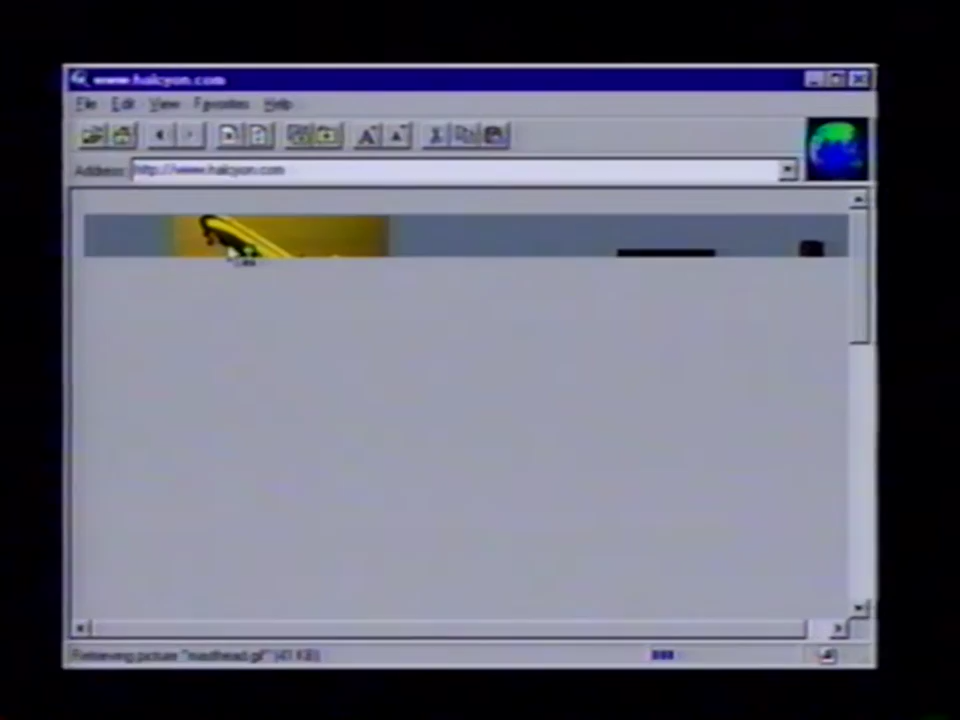 www.halcyon.com
File Edit View Favorites Help
A A
Address: http://www.halcyon.com
Retrieving picture "masthead.gif" (41 KB)